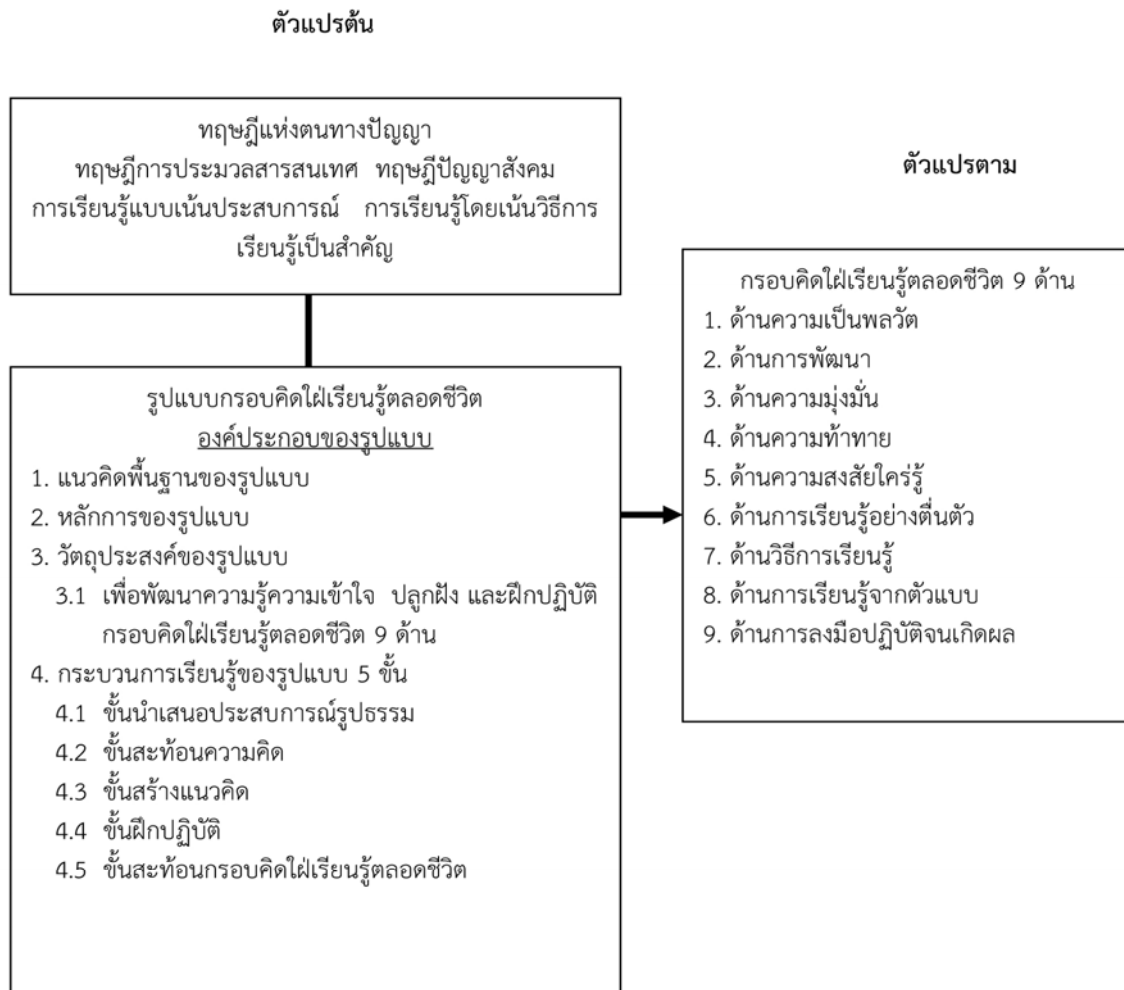 ตัวแปรต้น
ทฤษฎีแห่งตนทางปัญญา
ทฤษฎีการประมวลสารสนเทศ ทฤษฎีปัญญาสังคม
การเรียนรู้แบบเน้นประสบการณ์ การเรียนรู้โดยเน้นวิธีการ
เรียนรู้เป็นสำคัญ
รูปแบบกรอบคิดใฝ่เรียนรู้ตลอดชีวิต
องค์ประกอบของรูปแบบ
1. แนวคิดพื้นฐานของรูปแบบ
2. หลักการของรูปแบบ
3. วัตถุประสงค์ของรูปแบบ
3.1 เพื่อพัฒนาความรู้ความเข้าใจ ปลูกฝัง และฝึกปฏิบัติ
กรอบคิดใฝ่เรียนรู้ตลอดชีวิต 9 ด้าน
4. กระบวนการเรียนรู้ของรูปแบบ 5 ขั้น
4.1 ขั้นนำเสนอประสบการณ์รูปธรรม
4.2 ขั้นสะท้อนความคิด
4.3 ขั้นสร้างแนวคิด
4.4 ขั้นฝึกปฏิบัติ
4.5 ขั้นสะท้อนกรอบคิดใฝ่เรียนรู้ตลอดชีวิต
ตัวแปรตาม
กรอบคิดใฝ่เรียนรู้ตลอดชีวิต 9 ด้าน
1. ด้านความเป็นพลวัต
2. ด้านการพัฒนา
3. ด้านความมุ่งมั่น
4. ด้านความท้าทาย
5. ด้านความสงสัยใคร่รู้
6. ด้านการเรียนรู้อย่างตื่นตัว
7. ด้านวิธีการเรียนรู้
8. ด้านการเรียนรู้จากตัวแบบ
9. ด้านการลงมือปฏิบัติจนเกิดผล